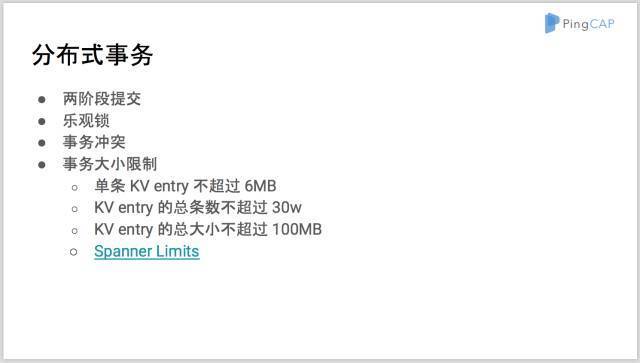 PingCAP
分布式事务
● 两阶段提交
● 乐观锁
● 事务冲突
● 事务大小限制
○ 单条 KV entry 不超过 6MB
○ KV entry 的总条数不超过 30w
○ KV entry 的总大小不超过 100MB
○ Spanner Limits